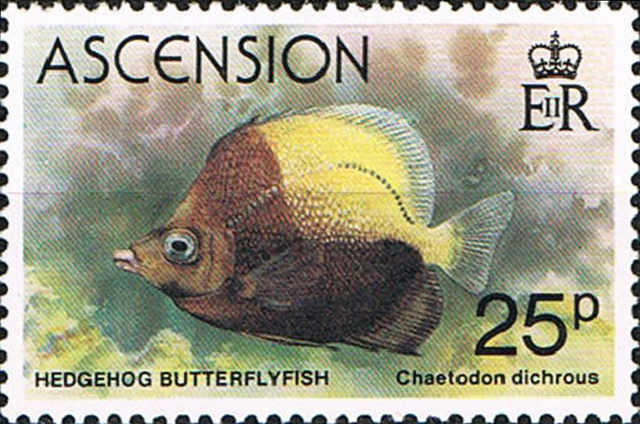 ASCENSION
EIIR
25p
HEDGEHOG BUTTERFLYFISH
Chaetodon dichrous